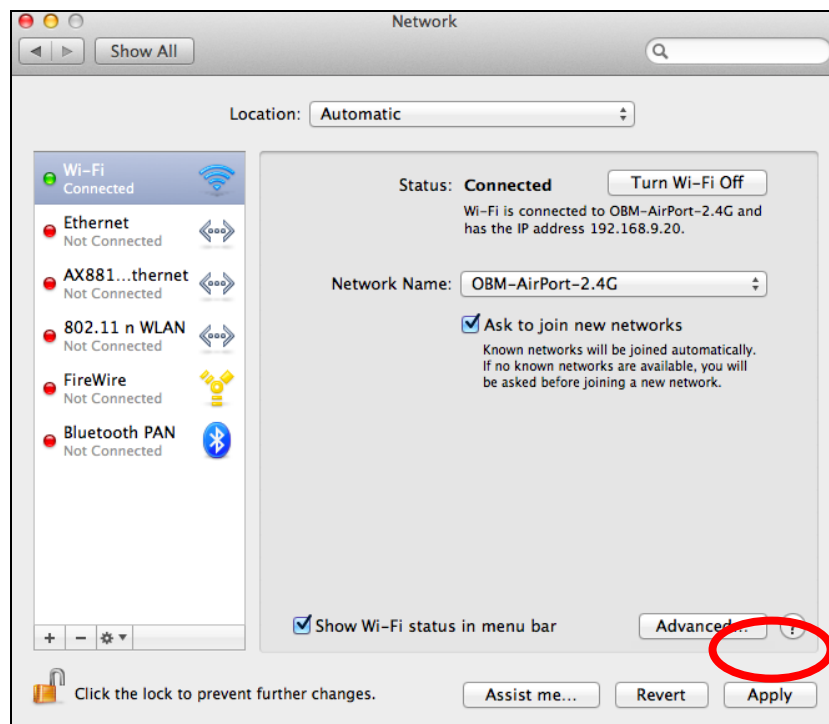 Network
Show All
Location: Automatic
Wi-Fi
Connected
Ethernet
Not Connected
AX881...thernet
Not Connected
802.11 n WLAN
Not Connected
FireWire
Not Connected
Bluetooth PAN
Not Connected
+ −
Status: Connected Turn Wi-Fi Off
Wi-Fi is connected to OBM-AirPort-2.4G and
has the IP address 192.168.9.20.
Network Name: OBM-AirPort-2.4G
Ask to join new networks
Known networks will be joined automatically.
If no known networks are available, you will
be asked before joining a new network.
Show Wi-Fi status in menu bar Advanced... ?
Click the lock to prevent further changes. Assist me... Revert Apply